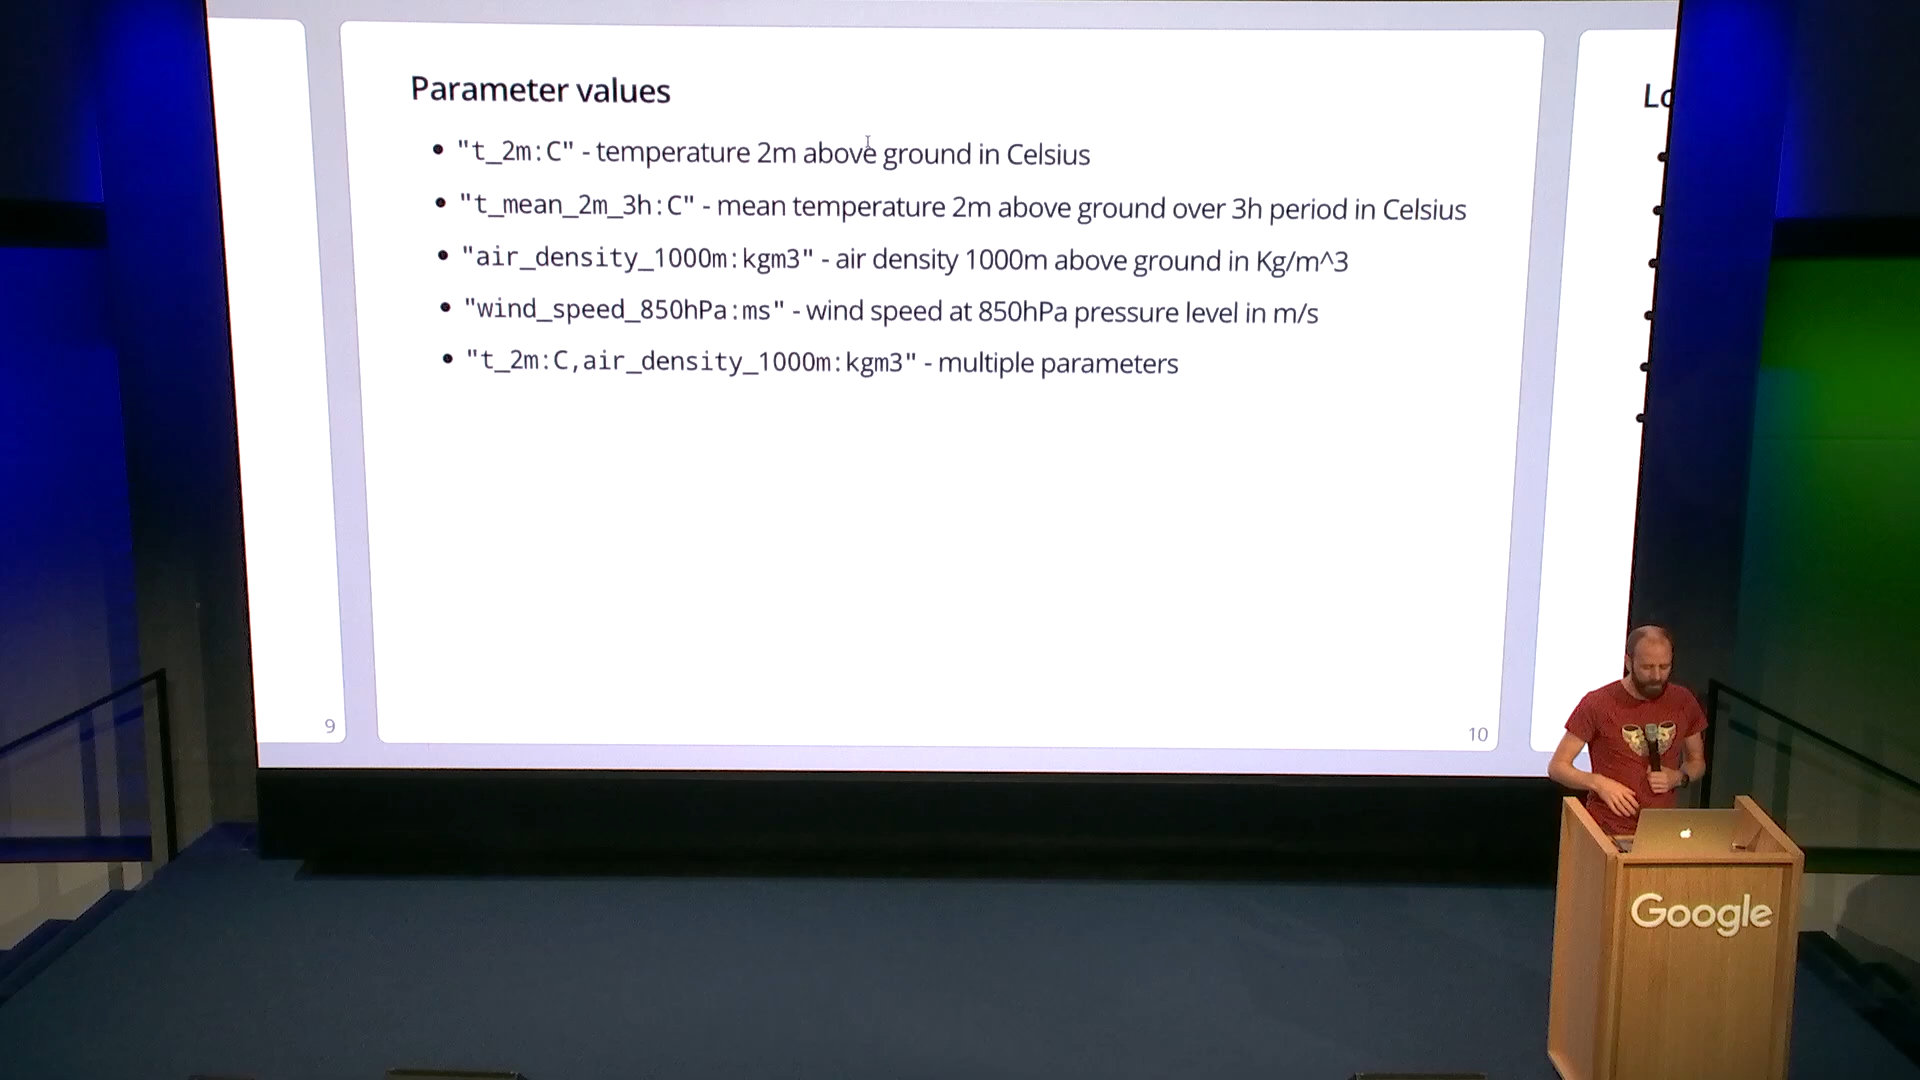 Parameter values
• "t_2m:C" - temperature 2m above ground in Celsius
• "t_mean_2m_3h:C" - mean temperature 2m above ground over 3h period in Celsius
• "air_density_1000m:kgm3" - air density 1000m above ground in Kg/m^3
• "wind_speed_850hPa:ms" - wind speed at 850hPa pressure level in m/s
• "t_2m:C,air_density_1000m:kgm3" - multiple parameters
9
10
Google